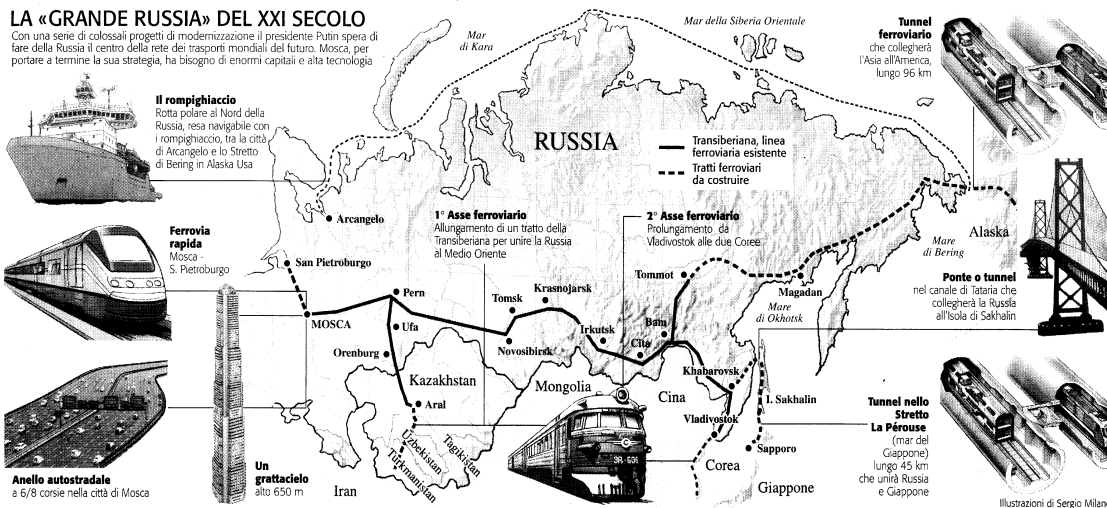 LA «GRANDE RUSSIA» DEL XXI SECOLO
Con una serie di colossali progetti di modernizzazione il presidente Putin spera di
fare della Russia il centro della rete dei trasporti mondiali del futuro. Mosca, per
portare a termine la sua strategia, ha bisogno di enormi capitali e alta tecnologia
Il rompighiaccio
Rotta polare al Nord della
Russia, resa navigabile con
i rompighiaccio, tra la città
di Arcangelo e lo Stretto
di Bering in Alaska Usa
Ferrovia
rapida
Mosca -
S. Pietroburgo
Anello autostradale
a 6/8 corsie nella città di Mosca
Un
grattacielo
alto 650 m
Mar
di Kara
Mar della Siberia Orientale
RUSSIA
Transiberiana, linea
ferroviaria esistente
Tratti ferroviari
da costruire
1° Asse ferroviario
Allungamento di un tratto della
Transiberiana per unire la Russia
al Medio Oriente
2° Asse ferroviario
Prolungamento da
Vladivostok alle due Coree
Arcangelo
San Pietroburgo
MOSCA
Pern
Ufa
Orenburg
Aral
Kazakhstan
Uzbekistan
Turkmanistan
Tagikistan
Iran
Tomsk
Novosibirsk
Krasnojarsk
Irkutsk
Cita
Bam
Tommot
Magadan
Mare
di Okhotsk
Mare
di Bering
Alaska
Mongolia
Cina
Khabarovsk
Vladivostok
I. Sakhalin
Sapporo
Corea
Giappone
ЭR-606
Tunnel
ferroviario
che collegherà
l'Asia all'America,
lungo 96 km
Ponte o tunnel
nel canale di Tataria che
collegherà la Russia
all'Isola di Sakhalin
Tunnel nello
Stretto
La Pérouse
(mar del
Giappone)
lungo 45 km
che unirà Russia
e Giappone
Illustrazioni di Sergio Milano